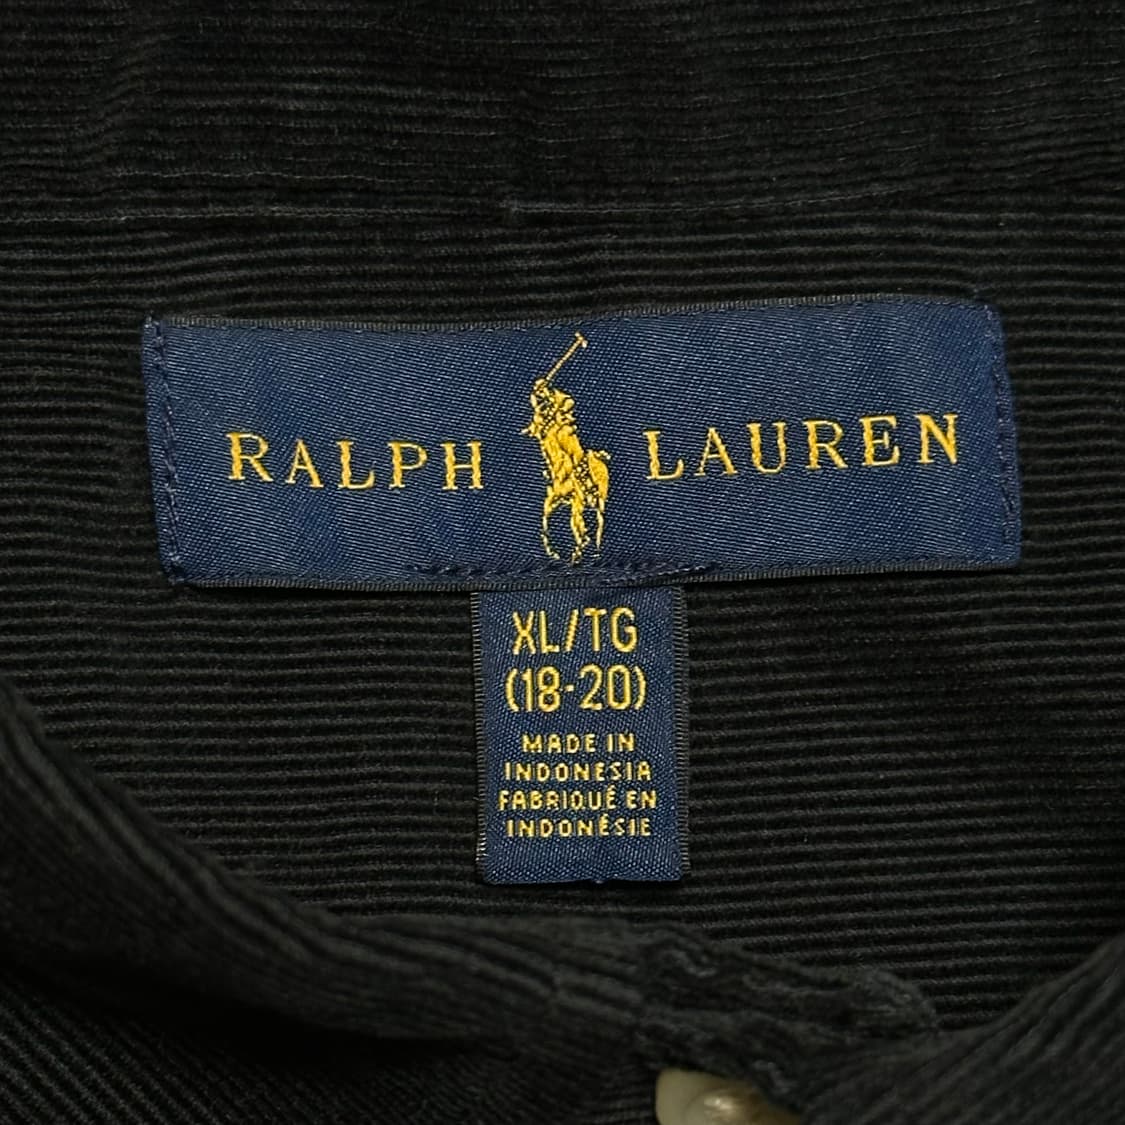 RALPH LAUREN
XL/TG
(18-20)
MADE IN
INDONESIA
FABRIQUÉ EN
INDONÉSIE